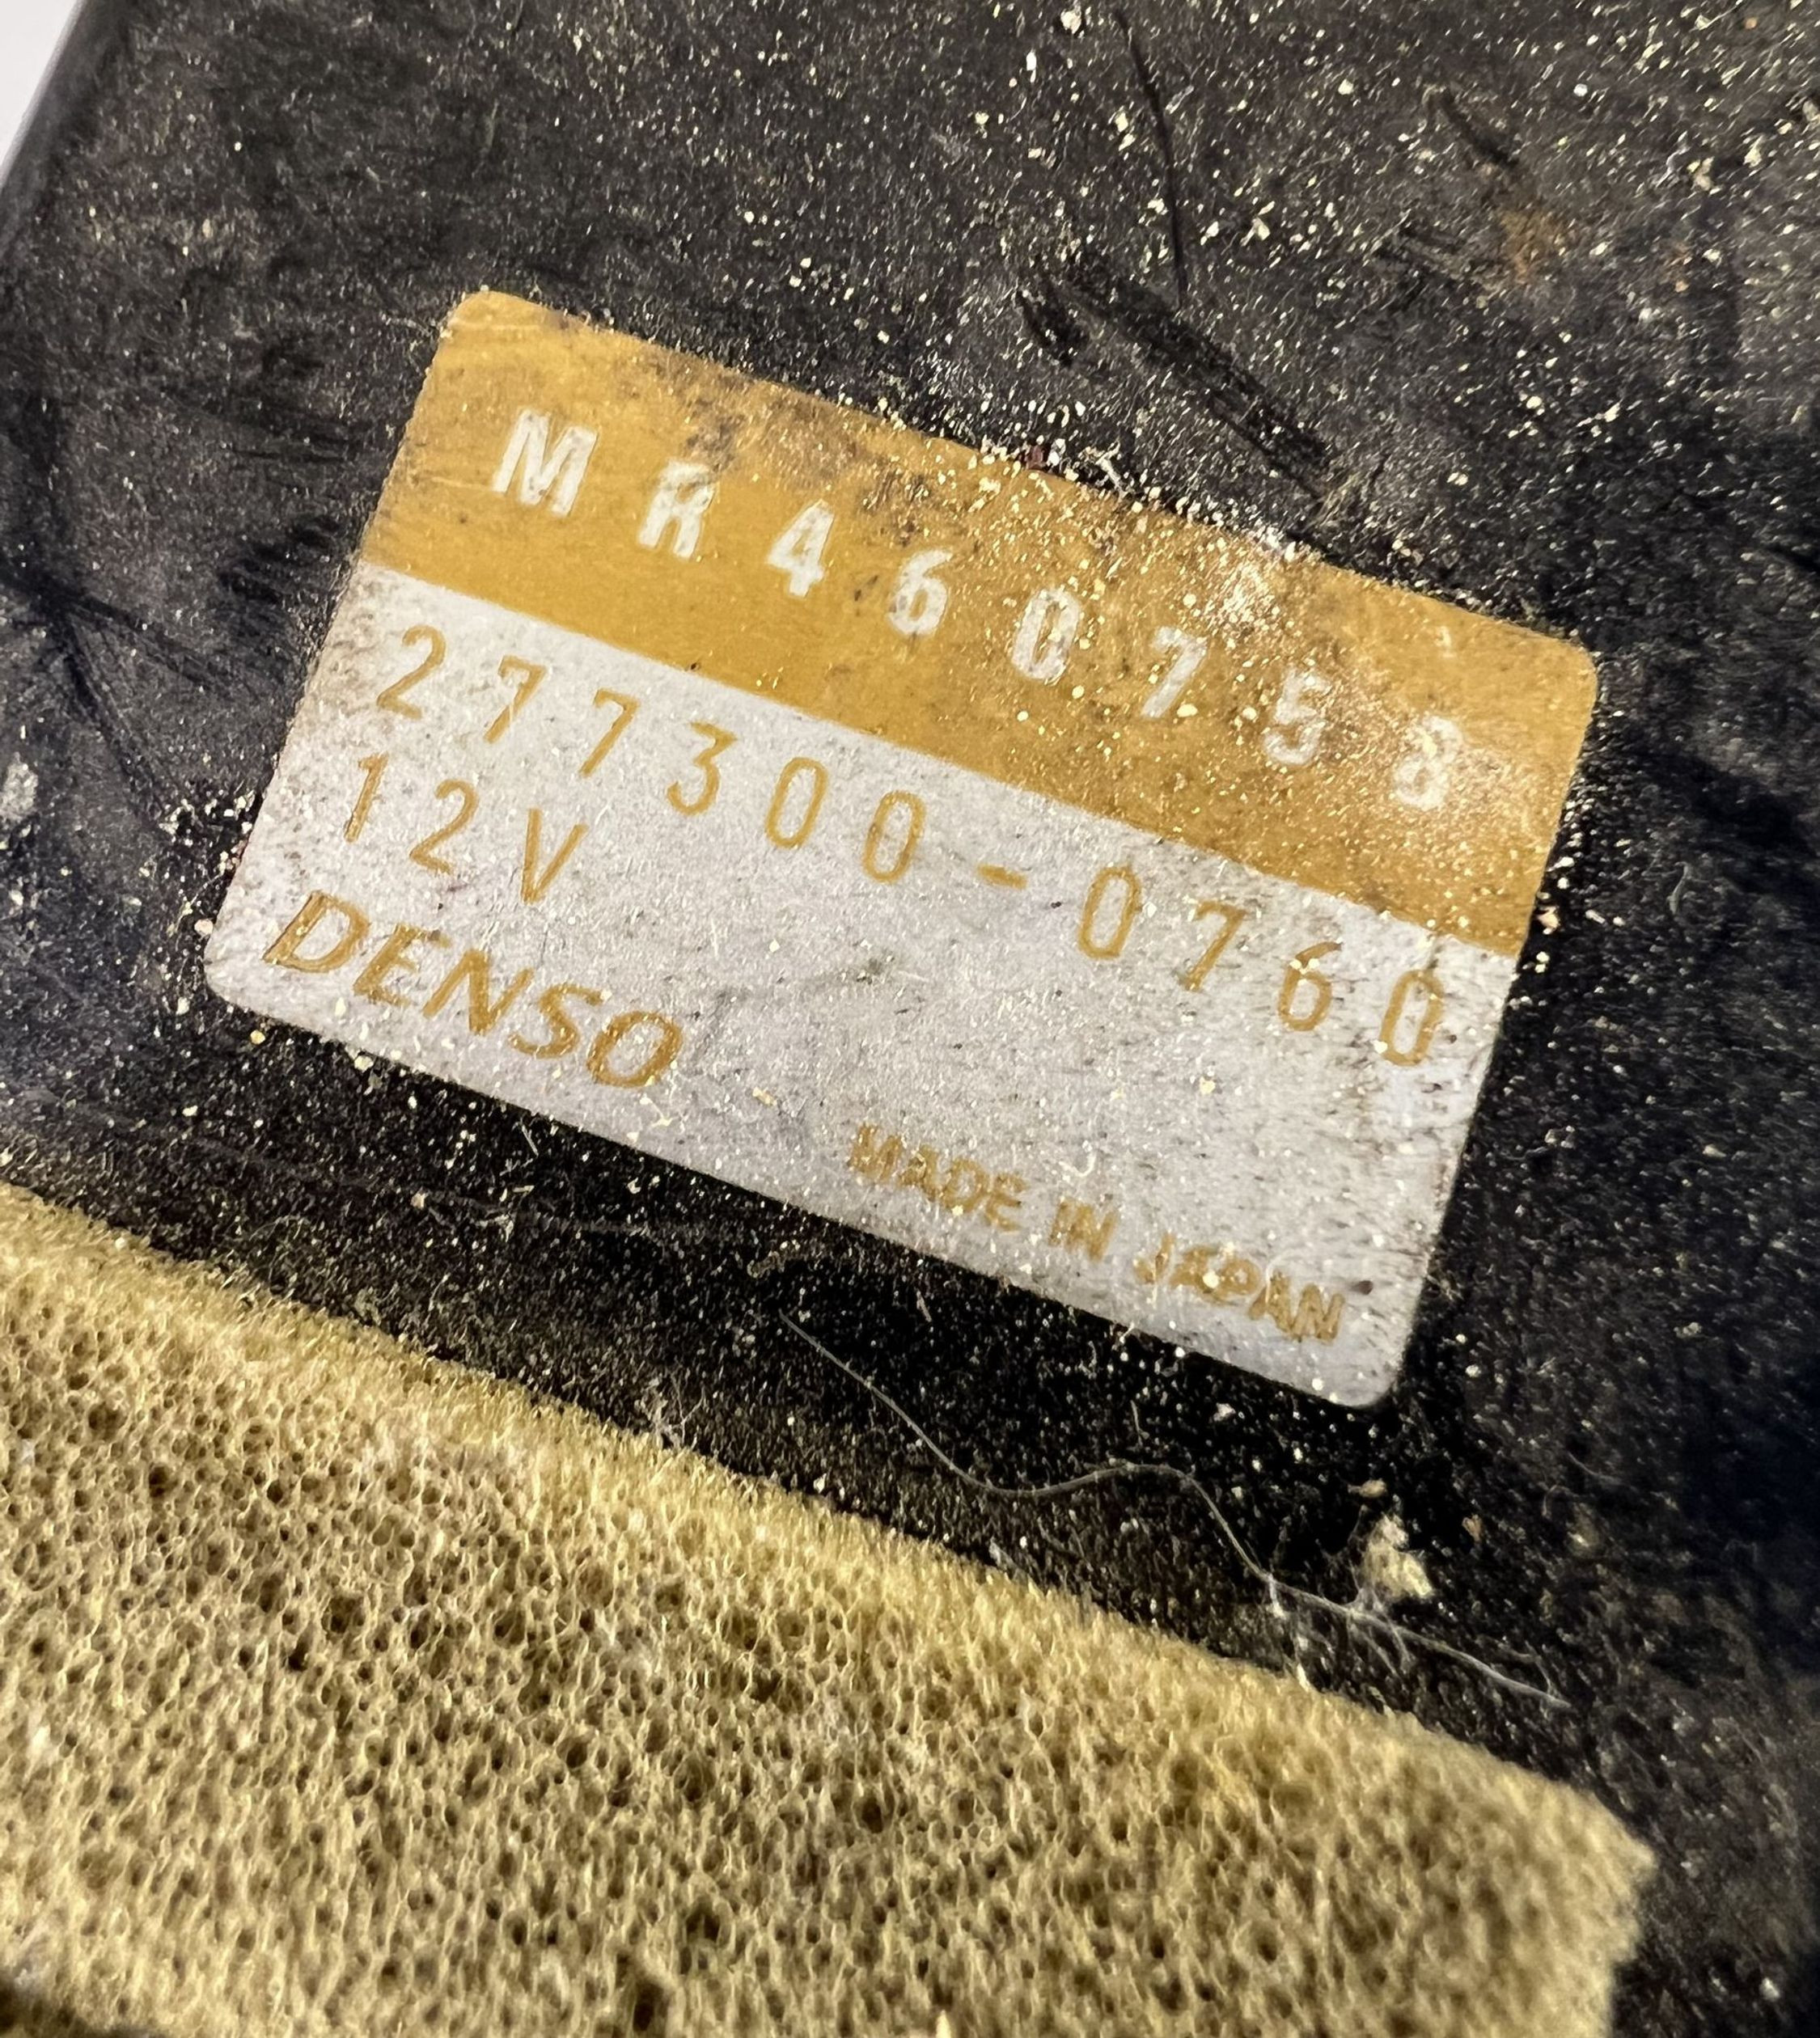 MR460758
277300-0760
12V
DENSO
MADE IN JAPAN